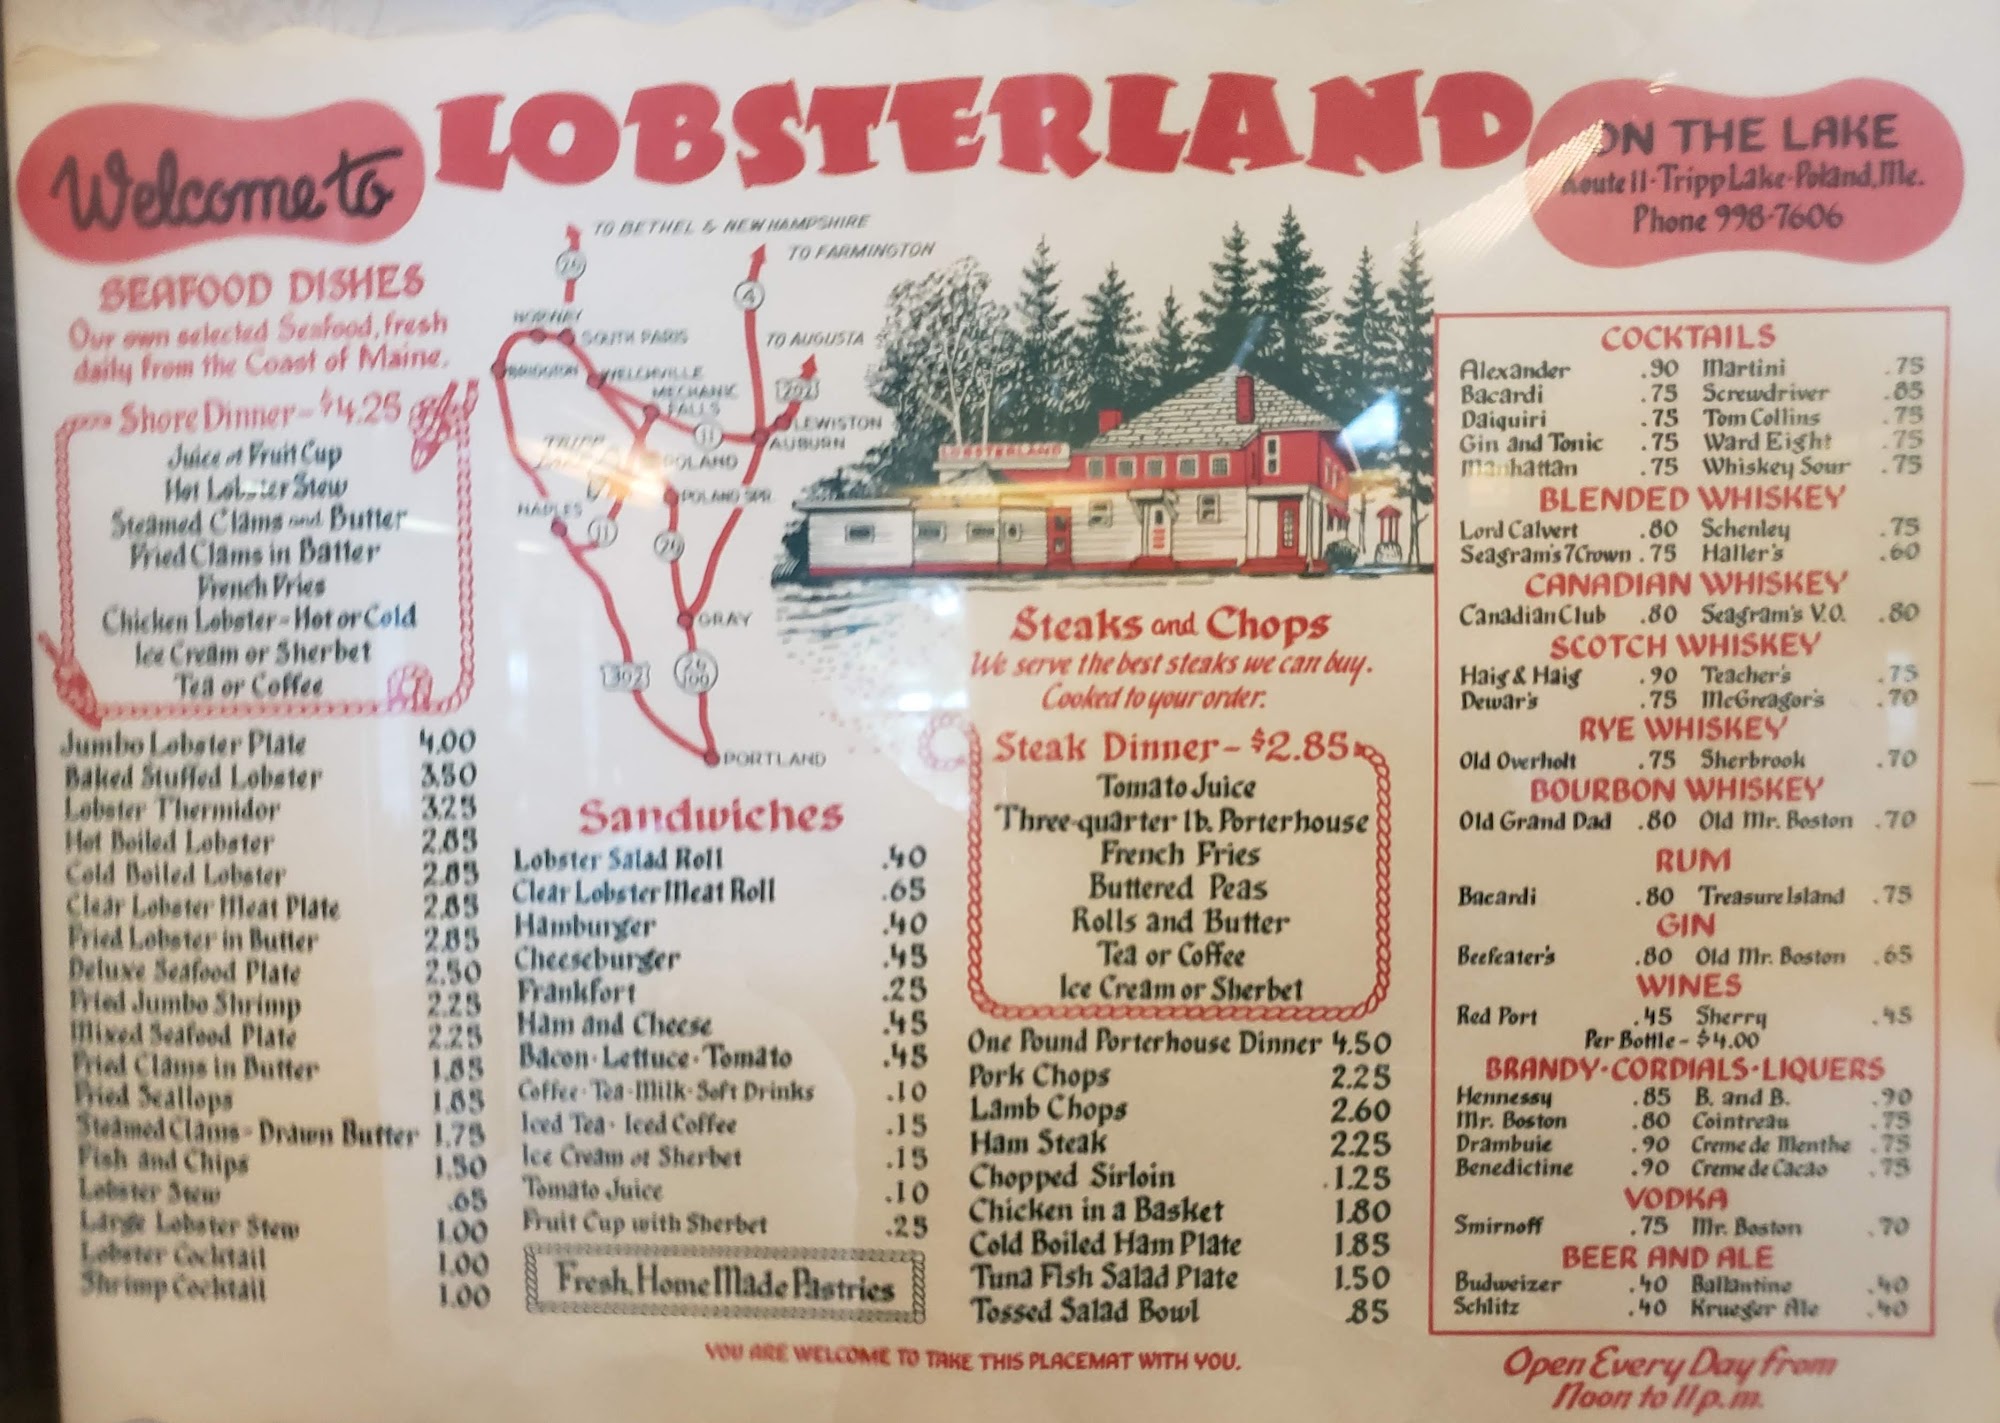 Welcome to
LOBSTERLAND
ON THE LAKE
Route 11 - Tripp Lake - Poland, Me.
Phone 998-7606
SEAFOOD DISHES
Our own selected Seafood, fresh
daily from the Coast of Maine.
Shore Dinner - $4.25
Juice or Fruit Cup
Hot Lobster Stew
Steamed Clams and Butter
Fried Clams in Batter
French Fries
Chicken Lobster - Hot or Cold
Ice Cream or Sherbet
Tea or Coffee
Jumbo Lobster Plate 4.00
Baked Stuffed Lobster 3.50
Lobster Thermidor 3.25
Hot Boiled Lobster 2.85
Cold Boiled Lobster 2.85
Clear Lobster Meat Plate 2.85
Fried Lobster in Butter 2.85
Deluxe Seafood Plate 2.50
Fried Jumbo Shrimp 2.25
Mixed Seafood Plate 2.25
Fried Clams in Butter 1.85
Fried Scallops 1.85
Steamed Clams - Drawn Butter 1.75
Fish and Chips 1.50
Lobster Stew .65
Large Lobster Stew 1.00
Lobster Cocktail 1.00
Shrimp Cocktail 1.00
TO BETHEL & NEW HAMPSHIRE
TO FARMINGTON
26
4
NORWAY
SOUTH PARIS
TO AUGUSTA
BRIDGTON
WELCHVILLE
202
MECHANIC
FALLS
LEWISTON
11
AUBURN
TRIPP
POLAND
POLAND SPR.
NAPLES
11
26
GRAY
302
26
100
PORTLAND
LOBSTERLAND
Sandwiches
Lobster Salad Roll .40
Clear Lobster Meat Roll .65
Hamburger .40
Cheeseburger .45
Frankfort .25
Ham and Cheese .45
Bacon - Lettuce - Tomato .45
Coffee - Tea - Milk - Soft Drinks .10
Iced Tea - Iced Coffee .15
Ice Cream or Sherbet .15
Tomato Juice .10
Fruit Cup with Sherbet .25
Fresh, Home Made Pastries
Steaks and Chops
We serve the best steaks we can buy.
Cooked to your order.
Steak Dinner - $2.85
Tomato Juice
Three-quarter lb. Porterhouse
French Fries
Buttered Peas
Rolls and Butter
Tea or Coffee
Ice Cream or Sherbet
One Pound Porterhouse Dinner 4.50
Pork Chops 2.25
Lamb Chops 2.60
Ham Steak 2.25
Chopped Sirloin 1.25
Chicken in a Basket 1.80
Cold Boiled Ham Plate 1.85
Tuna Fish Salad Plate 1.50
Tossed Salad Bowl .85
COCKTAILS
Alexander .90 Martini .75
Bacardi .75 Screwdriver .85
Daiquiri .75 Tom Collins .75
Gin and Tonic .75 Ward Eight .75
Manhattan .75 Whiskey Sour .75
BLENDED WHISKEY
Lord Calvert .80 Schenley .75
Seagram's 7 Crown .75 Haller's .60
CANADIAN WHISKEY
Canadian Club .80 Seagram's V.O. .80
SCOTCH WHISKEY
Haig & Haig .90 Teacher's .75
Dewar's .75 McGreagor's .70
RYE WHISKEY
Old Overholt .75 Sherbrook .70
BOURBON WHISKEY
Old Grand Dad .80 Old Mr. Boston .70
RUM
Bacardi .80 Treasure Island .75
GIN
Beefeater's .80 Old Mr. Boston .65
WINES
Red Port .45 Sherry .45
Per Bottle - $4.00
BRANDY - CORDIALS - LIQUERS
Hennessy .85 B. and B. .90
Mr. Boston .80 Cointreau .75
Drambuie .90 Creme de Menthe .75
Benedictine .90 Creme de Cacao .75
VODKA
Smirnoff .75 Mr. Boston .70
BEER AND ALE
Budweizer .40 Ballantine .40
Schlitz .40 Krueger Ale .40
Open Every Day from
Noon to 11 p.m.
YOU ARE WELCOME TO TAKE THIS PLACEMAT WITH YOU.